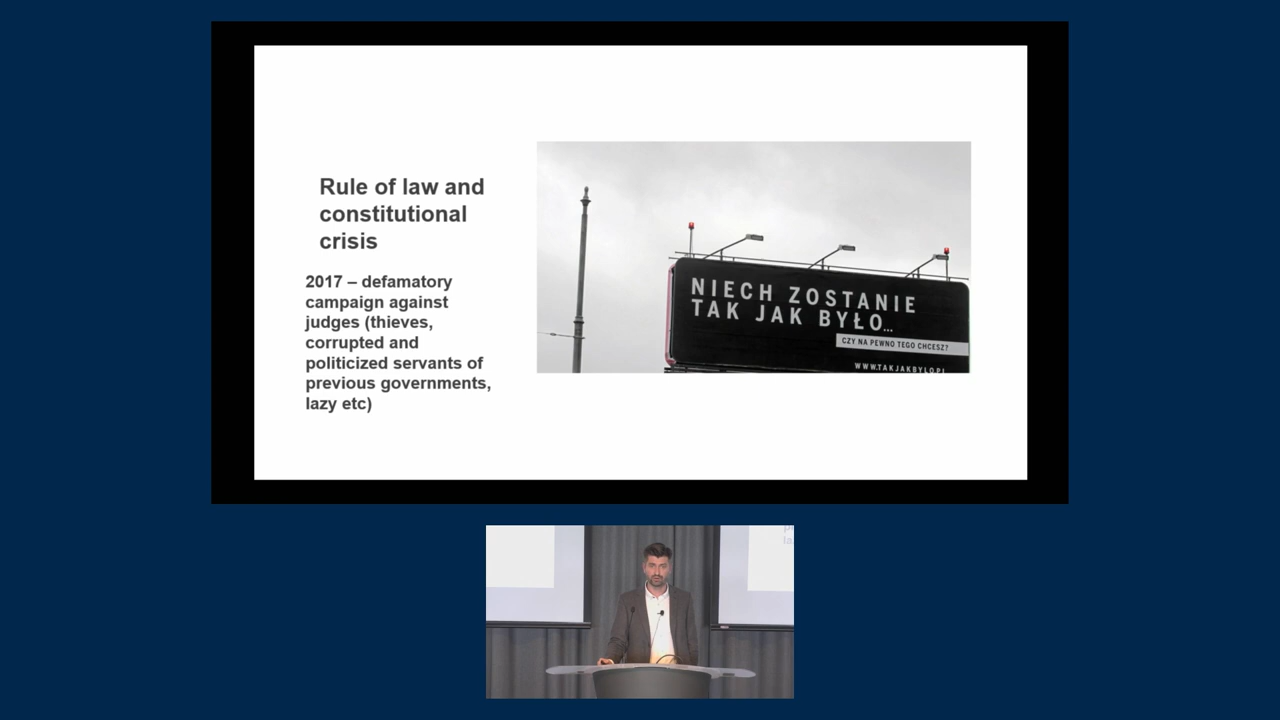 Rule of law and
constitutional
crisis
2017 – defamatory
campaign against
judges (thieves,
corrupted and
politicized servants of
previous governments,
lazy etc)
NIECH ZOSTANIE
TAK JAK BYŁO...
CZY NA PEWNO TEGO CHCESZ?
WWW.TAKJAKBYLO.PL